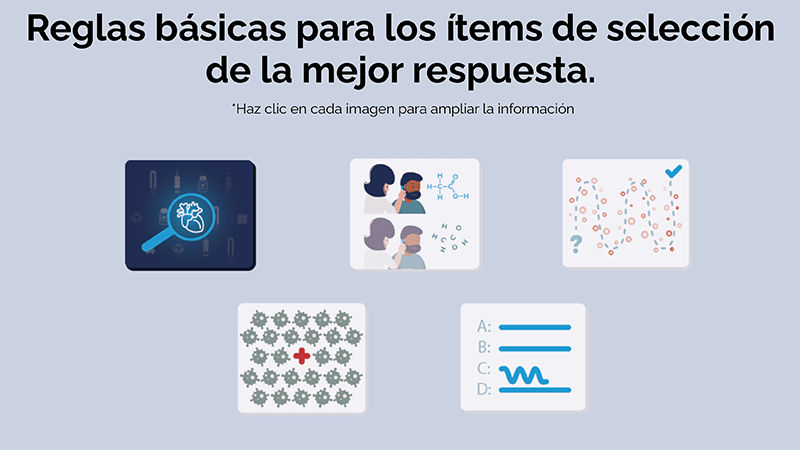 Reglas básicas para los ítems de selección
de la mejor respuesta.
*Haz clic en cada imagen para ampliar la información
H O
H-C-C
H O-H
H C C O
C H O H
?
A:
B:
C:
D: